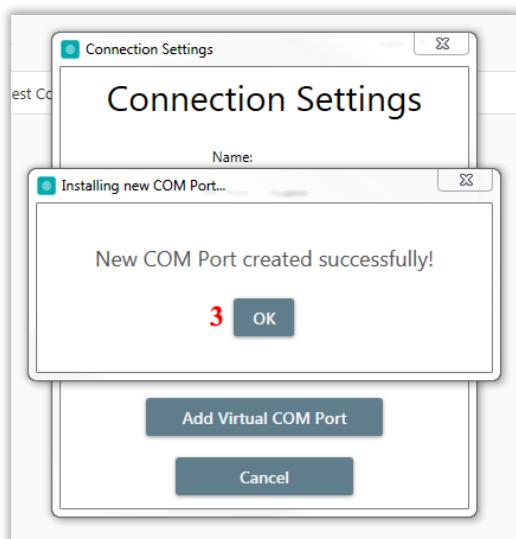 Connection Settings
est Co
Connection Settings
Name:
Installing new COM Port...
New COM Port created successfully!
3 OK
Add Virtual COM Port
Cancel